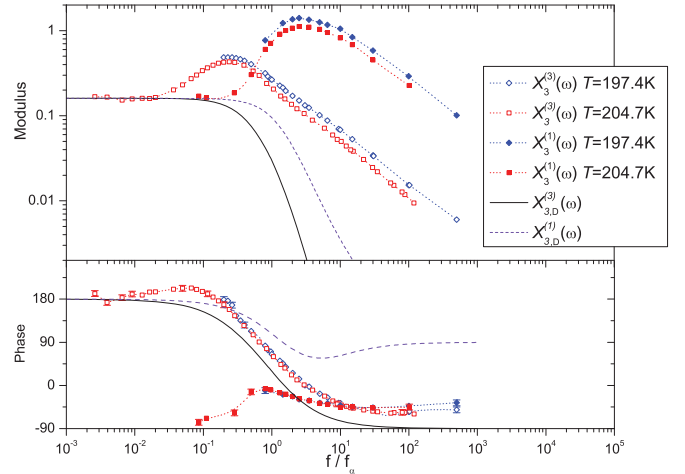 1
Modulus
0.1
0.01
X₃⁽³⁾(ω) T=197.4K
X₃⁽³⁾(ω) T=204.7K
X₃⁽¹⁾(ω) T=197.4K
X₃⁽¹⁾(ω) T=204.7K
X₃,D⁽³⁾(ω)
X₃,D⁽¹⁾(ω)
180
Phase
90
0
-90
10⁻³ 10⁻² 10⁻¹ 10⁰ 10¹ 10² 10³ 10⁴ 10⁵
f / fα